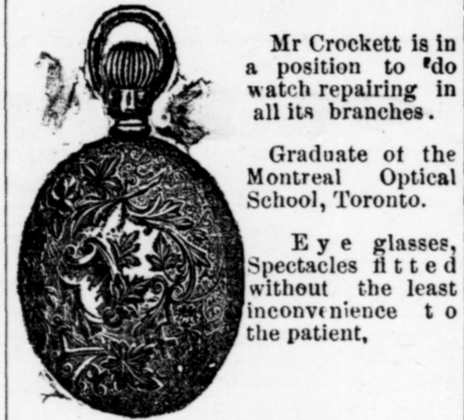 Mr Crockett is in
a position to do
watch repairing in
all its branches.
Graduate of the
Montreal Optical
School, Toronto.
Eye glasses,
Spectacles fitted
without the least
inconvenience to
the patient,